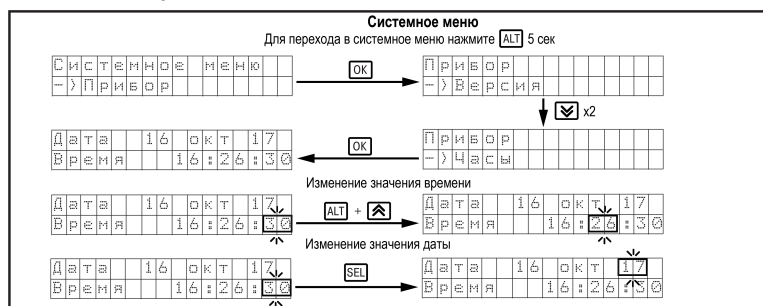 Системное меню
Для перехода в системное меню нажмите ALT 5 сек
Системное меню
->Прибор
OK
Прибор
->Версия
x2
Дата 16 окт 17
Время 16:26:30
OK
Прибор
->Часы
Изменение значения времени
Дата 16 окт 17
Время 16:26:30
ALT +
Дата 16 окт 17
Время 16:26:30
Изменение значения даты
Дата 16 окт 17
Время 16:26:30
SEL
Дата 16 окт 17
Время 16:26:30